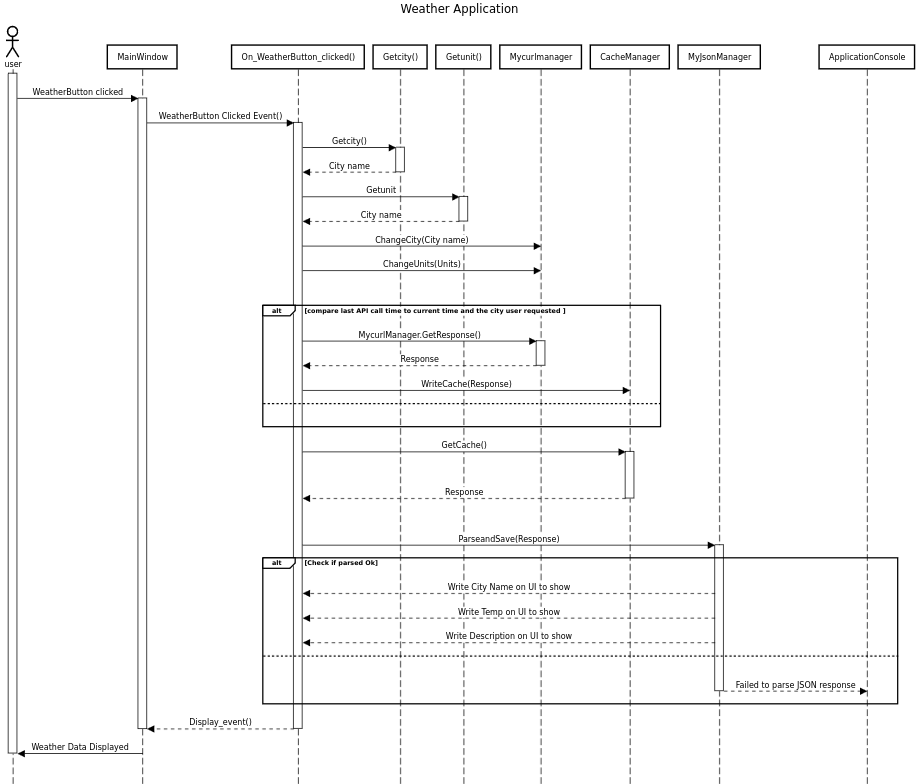 Weather Application
user
MainWindow
On_WeatherButton_clicked()
Getcity()
Getunit()
Mycurlmanager
CacheManager
MyJsonManager
ApplicationConsole
WeatherButton clicked
WeatherButton Clicked Event()
Getcity()
City name
Getunit
City name
ChangeCity(City name)
ChangeUnits(Units)
alt [compare last API call time to current time and the city user requested ]
MycurlManager.GetResponse()
Response
WriteCache(Response)
GetCache()
Response
ParseandSave(Response)
alt [Check if parsed Ok]
Write City Name on UI to show
Write Temp on UI to show
Write Description on UI to show
Failed to parse JSON response
Display_event()
Weather Data Displayed